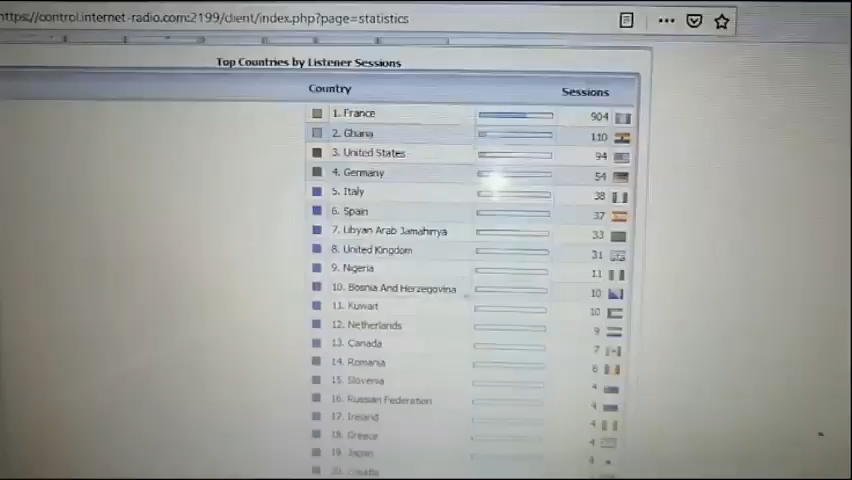 https://control.internet-radio.com:2199/client/index.php?page=statistics
Top Countries by Listener Sessions
Country Sessions
1. France 904
2. Ghana 110
3. United States 94
4. Germany 54
5. Italy 38
6. Spain 37
7. Libyan Arab Jamahiriya 33
8. United Kingdom 31
9. Nigeria 11
10. Bosnia And Herzegovina 10
11. Kuwait 10
12. Netherlands 9
13. Canada 7
14. Romania 6
15. Slovenia 4
16. Russian Federation 4
17. Ireland 4
18. Greece 4
19. Japan 4
20. Croatia